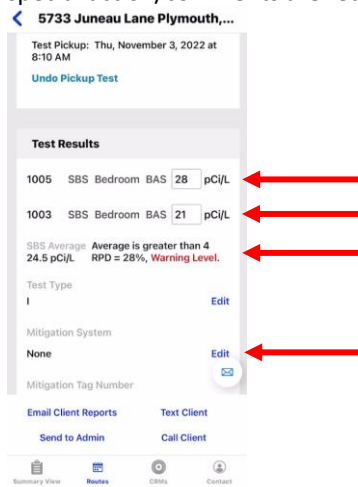 5733 Juneau Lane Plymouth,...
Test Pickup: Thu, November 3, 2022 at
8:10 AM
Undo Pickup Test
Test Results
1005 SBS Bedroom BAS 28 pCi/L
1003 SBS Bedroom BAS 21 pCi/L
SBS Average Average is greater than 4
24.5 pCi/L RPD = 28%, Warning Level.
Test Type
I Edit
Mitigation System
None Edit
Mitigation Tag Number
Email Client Reports Text Client
Send to Admin Call Client
Summary View Routes CRMs Contact